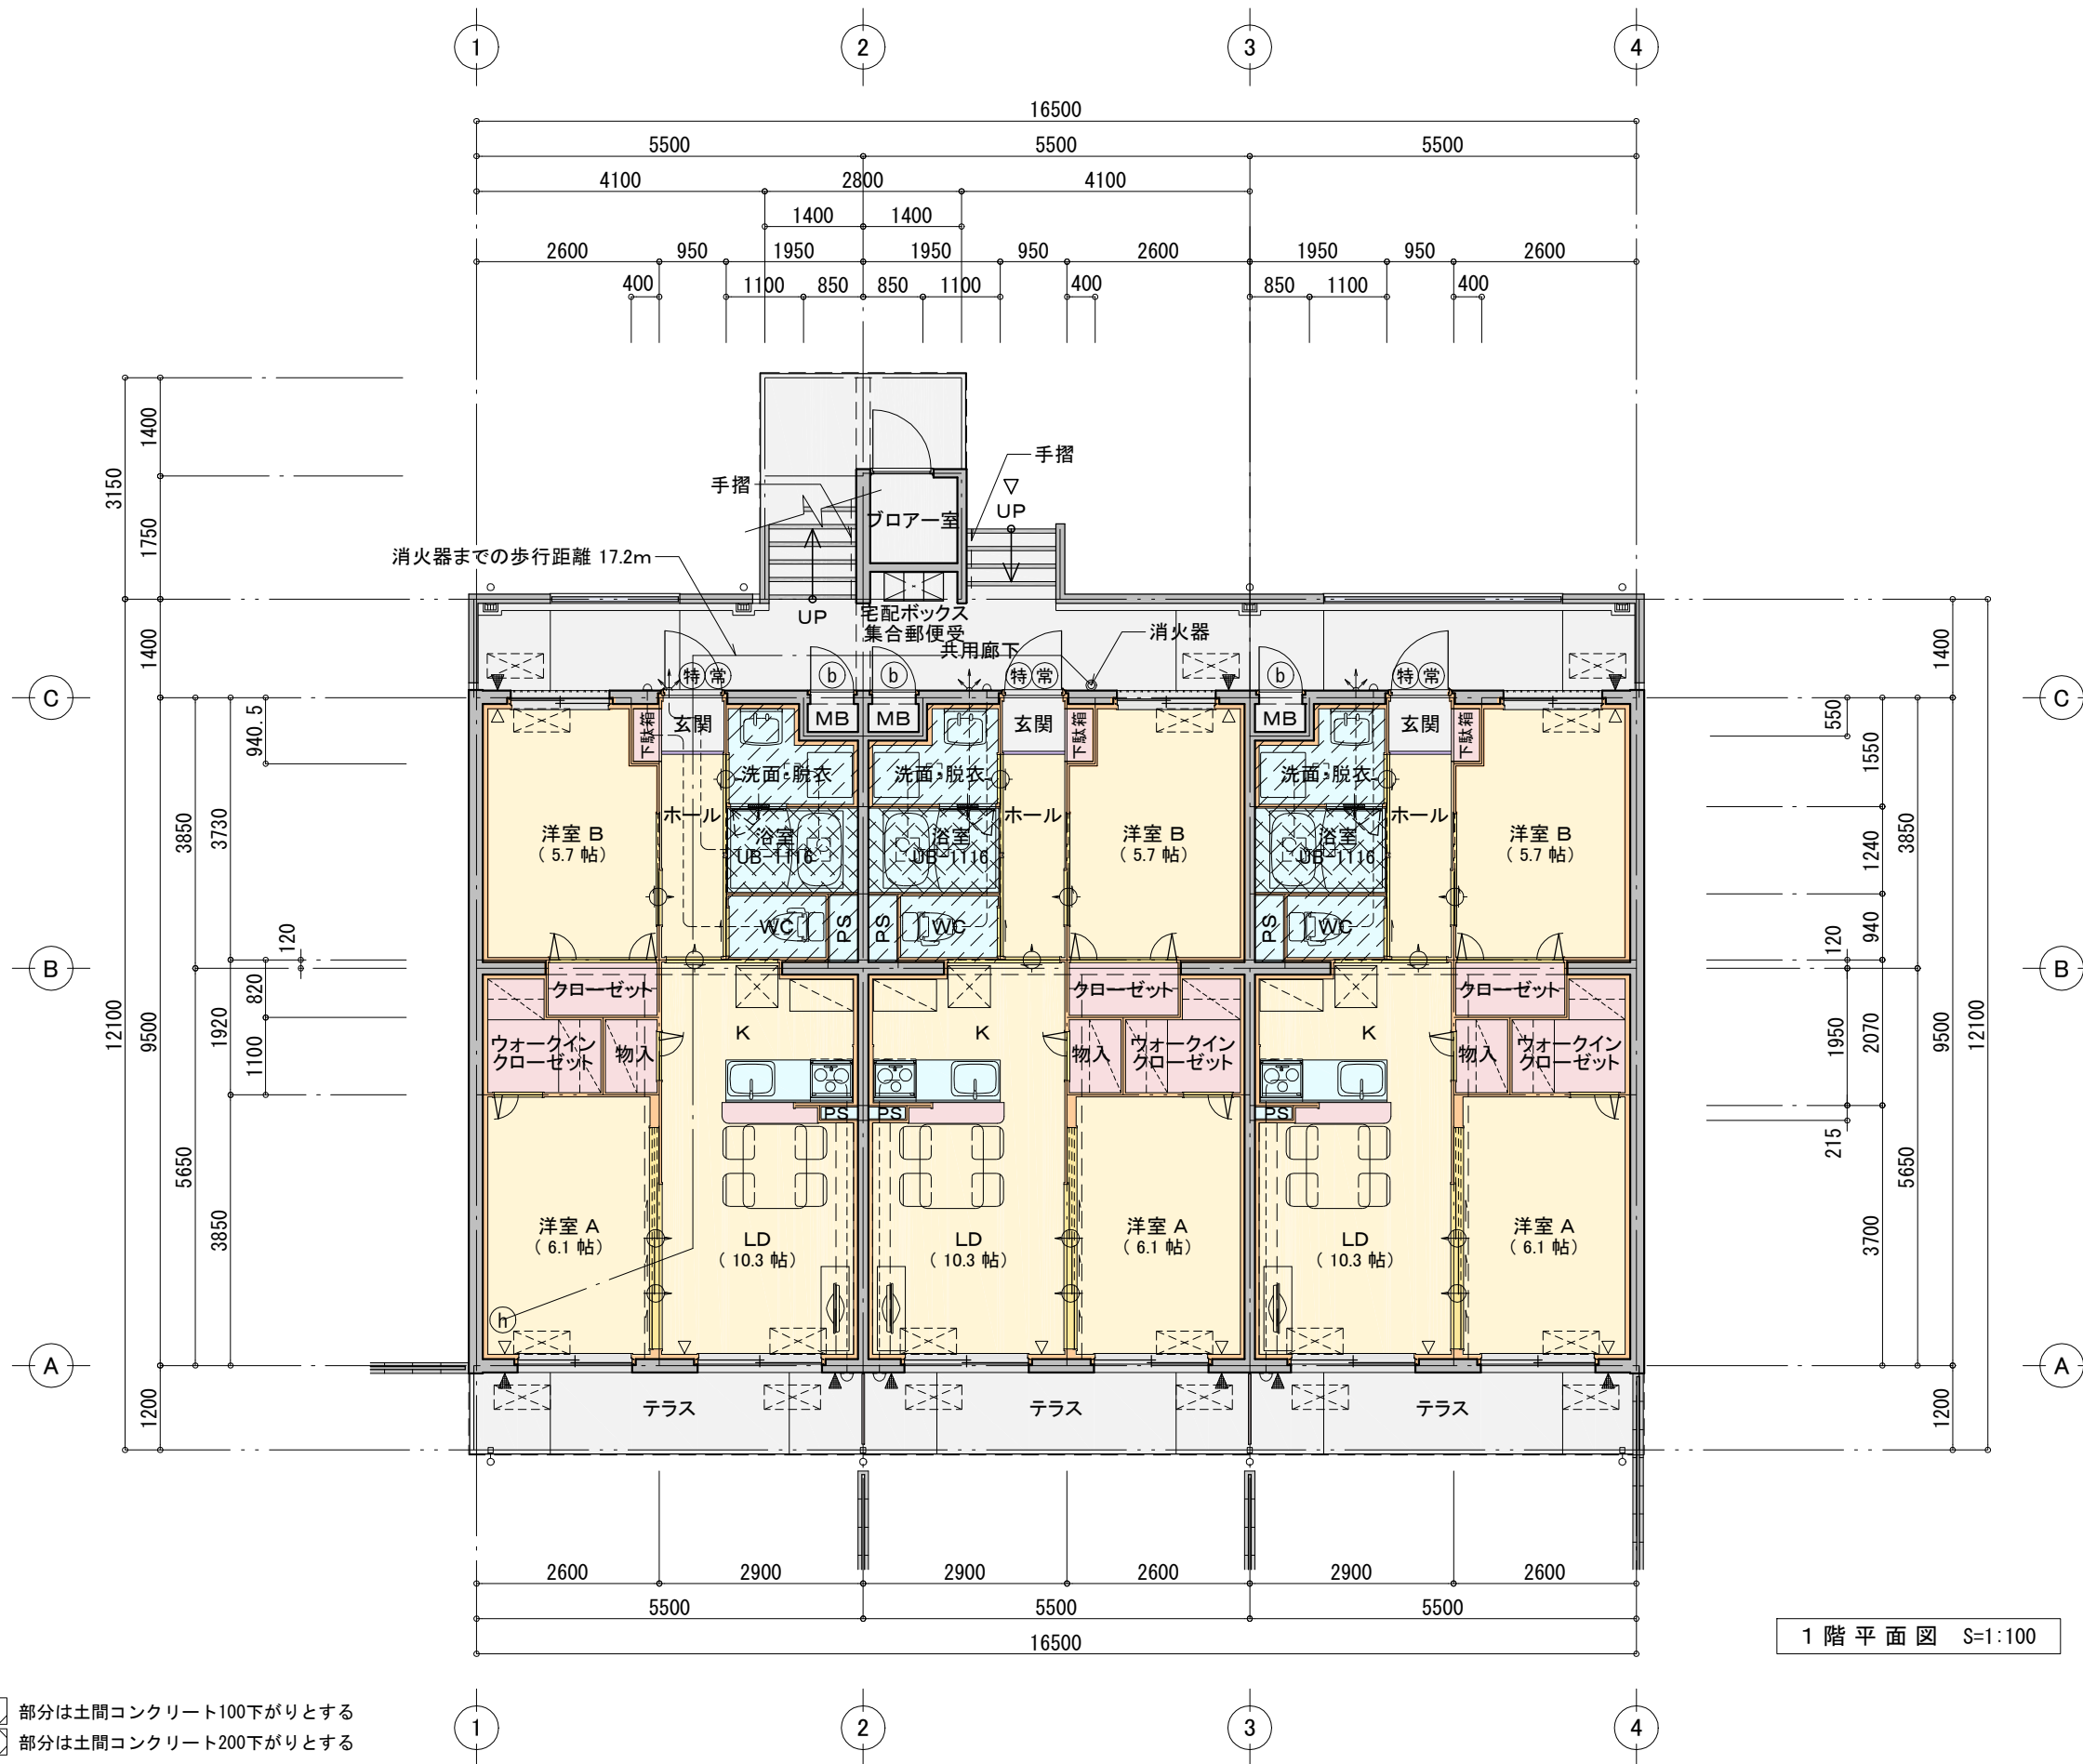 1 2 3 4
16500
5500 5500 5500
4100 2800 4100
1400 1400
2600 950 1950 1950 950 2600 1950 950 2600
400 1100 850 850 1100 400 850 1100 400
3150
1400
1750
手摺
手摺
UP
ブロアー室
消火器までの歩行距離 17.2m
UP
宅配ボックス
集合郵便受
共用廊下
消火器
12100
1400
9500
3850
3730
940.5
1400
550
1550
3850
9500
12100
C C
特 常 b b 特 常 b 特 常
下駄箱 玄関 MB MB 玄関 下駄箱 MB 玄関 下駄箱
洗面・脱衣 洗面・脱衣 洗面・脱衣
ホール ホール ホール
洋室 B
( 5.7 帖)
浴室
UB-1116
浴室
UB-1116
洋室 B
( 5.7 帖)
浴室
UB-1116
洋室 B
( 5.7 帖)
1240
940
120
WC PS PS WC PS WC
120
B B
820
1920
1100
5650
3850
1950
2070
215
5650
3700
クローゼット クローゼット クローゼット
ウォークイン
クローゼット
物入 K K 物入
ウォークイン
クローゼット
K 物入
ウォークイン
クローゼット
PS PS PS
洋室 A
( 6.1 帖)
LD
( 10.3 帖)
LD
( 10.3 帖)
洋室 A
( 6.1 帖)
LD
( 10.3 帖)
洋室 A
( 6.1 帖)
h
A A
1200 1200
テラス テラス テラス
2600 2900 2900 2600 2900 2600
5500 5500 5500
16500
1 階 平 面 図 S=1:100
部分は土間コンクリート100下がりとする
部分は土間コンクリート200下がりとする
1 2 3 4